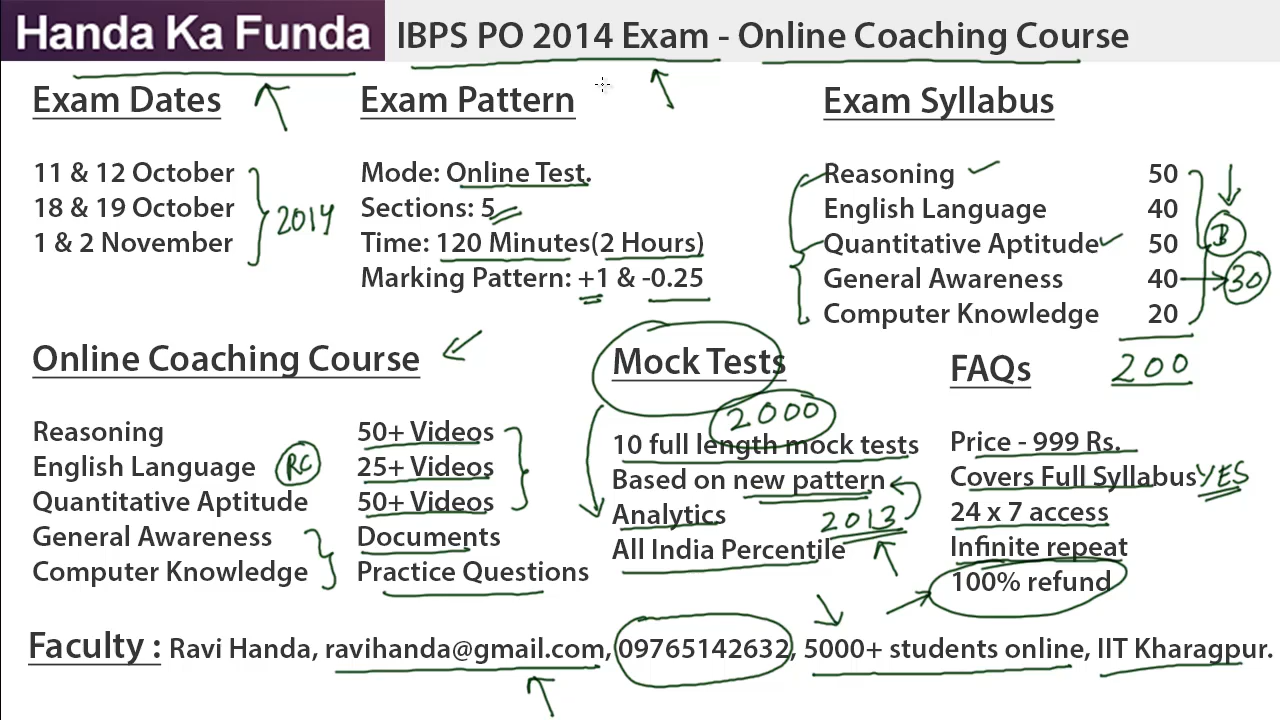 Handa Ka Funda IBPS PO 2014 Exam - Online Coaching Course
Exam Dates
11 & 12 October
18 & 19 October
1 & 2 November
2014
Exam Pattern
Mode: Online Test.
Sections: 5
Time: 120 Minutes(2 Hours)
Marking Pattern: +1 & -0.25
Exam Syllabus
Reasoning 50
English Language 40
Quantitative Aptitude 50
General Awareness 40 30
Computer Knowledge 20
200
Online Coaching Course
Reasoning 50+ Videos
English Language RC 25+ Videos
Quantitative Aptitude 50+ Videos
General Awareness Documents
Computer Knowledge Practice Questions
Mock Tests
2000
10 full length mock tests
Based on new pattern
Analytics 2013
All India Percentile
FAQs
Price - 999 Rs.
Covers Full Syllabus YES
24 x 7 access
Infinite repeat
100% refund
Faculty : Ravi Handa, ravihanda@gmail.com, 09765142632, 5000+ students online, IIT Kharagpur.